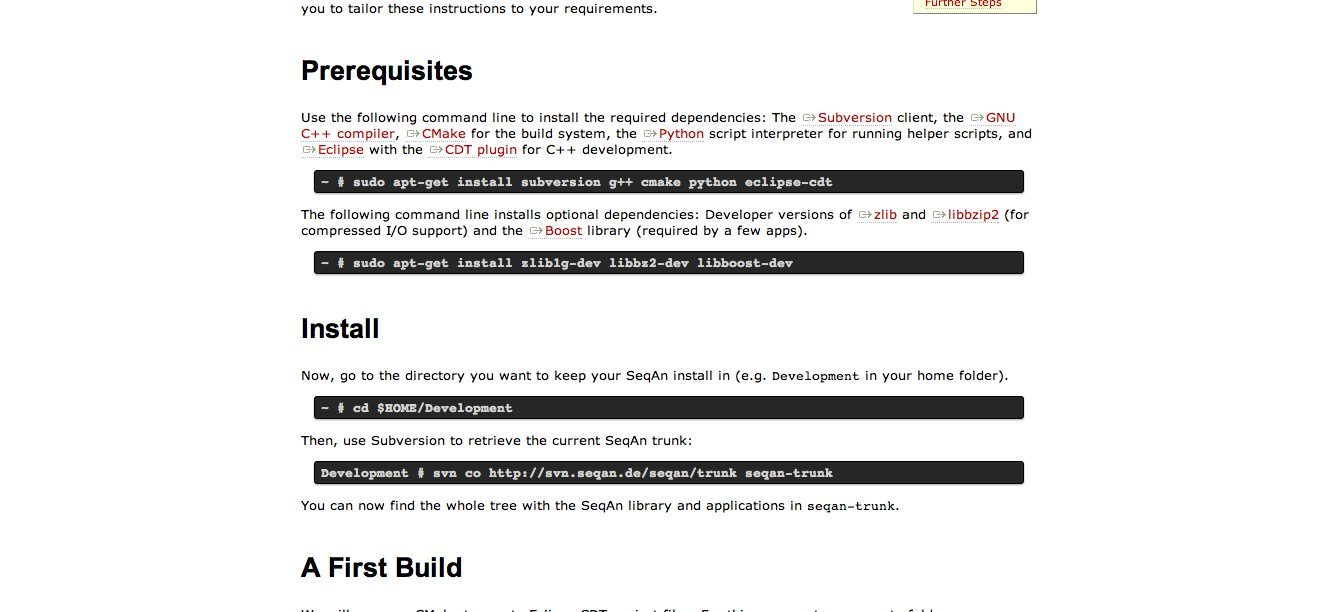 you to tailor these instructions to your requirements.
Further Steps
Prerequisites
Use the following command line to install the required dependencies: The Subversion client, the GNU
C++ compiler, CMake for the build system, the Python script interpreter for running helper scripts, and
Eclipse with the CDT plugin for C++ development.
~ # sudo apt-get install subversion g++ cmake python eclipse-cdt
The following command line installs optional dependencies: Developer versions of zlib and libbzip2 (for
compressed I/O support) and the Boost library (required by a few apps).
~ # sudo apt-get install zlib1g-dev libbz2-dev libboost-dev
Install
Now, go to the directory you want to keep your SeqAn install in (e.g. Development in your home folder).
~ # cd $HOME/Development
Then, use Subversion to retrieve the current SeqAn trunk:
Development # svn co http://svn.seqan.de/seqan/trunk seqan-trunk
You can now find the whole tree with the SeqAn library and applications in seqan-trunk.
A First Build